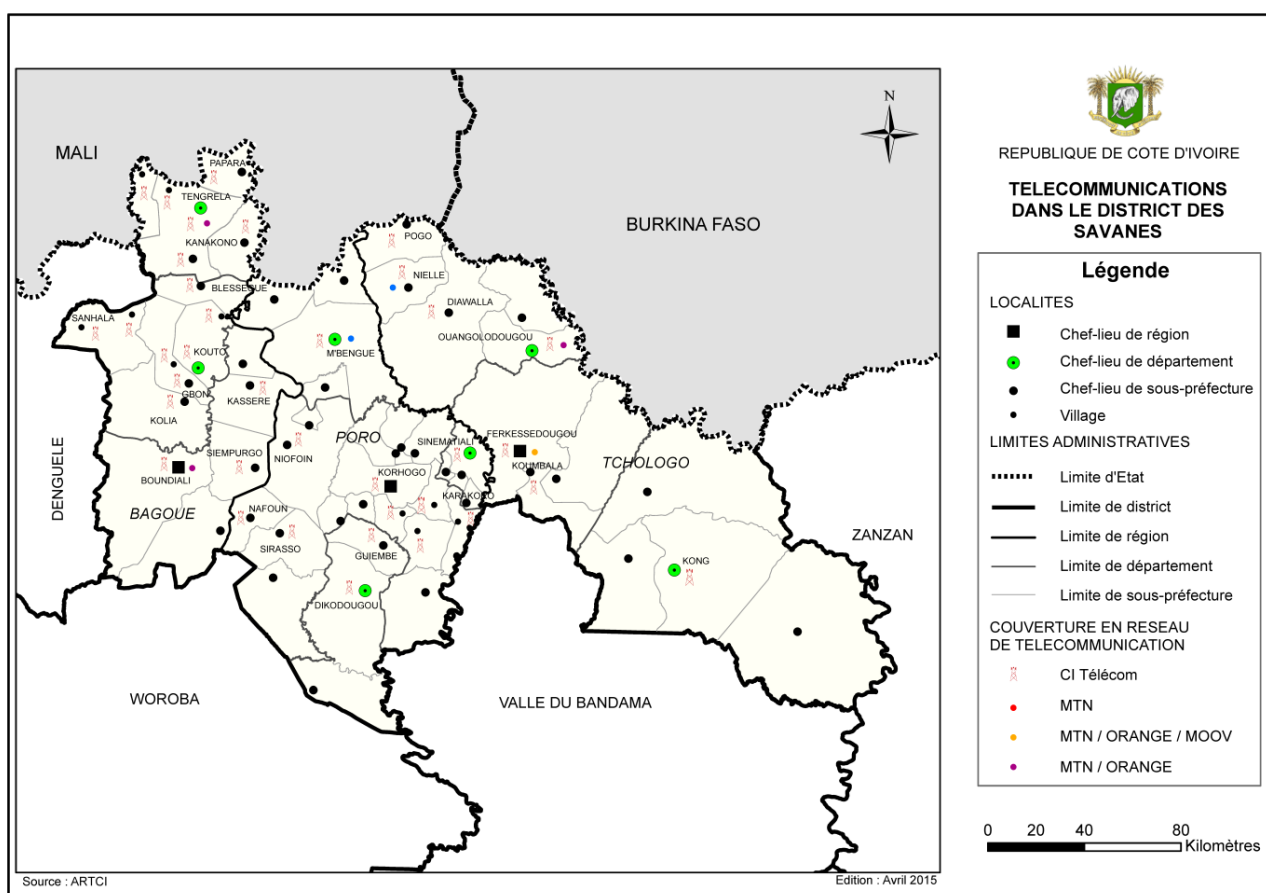 MALI
BURKINA FASO
N
PAPARA
TENGRELA
KANAKONO
POGO
NIELLE
BLESSEGUE
DIAWALLA
SANHALA
OUANGOLODOUGOU
M'BENGUE
KOUTO
GBON
KASSERE
KOLIA
DENGUELE
PORO
SINEMATIALI
FERKESSEDOUGOU
NIOFOIN
SIEMPURGO
KOUMBALA
TCHOLOGO
BOUNDIALI
KORHOGO
KARAKORO
BAGOUE
NAFOUN
ZANZAN
SIRASSO
GUIEMBE
KONG
DIKODOUGOU
WOROBA
VALLE DU BANDAMA
Source : ARTCI
Edition : Avril 2015
REPUBLIQUE DE COTE D'IVOIRE
TELECOMMUNICATIONS
DANS LE DISTRICT DES
SAVANES
Légende
LOCALITES
Chef-lieu de région
Chef-lieu de département
Chef-lieu de sous-préfecture
Village
LIMITES ADMINISTRATIVES
Limite d'Etat
Limite de district
Limite de région
Limite de département
Limite de sous-préfecture
COUVERTURE EN RESEAU
DE TELECOMMUNICATION
CI Télécom
MTN
MTN / ORANGE / MOOV
MTN / ORANGE
0 20 40 80
Kilomètres